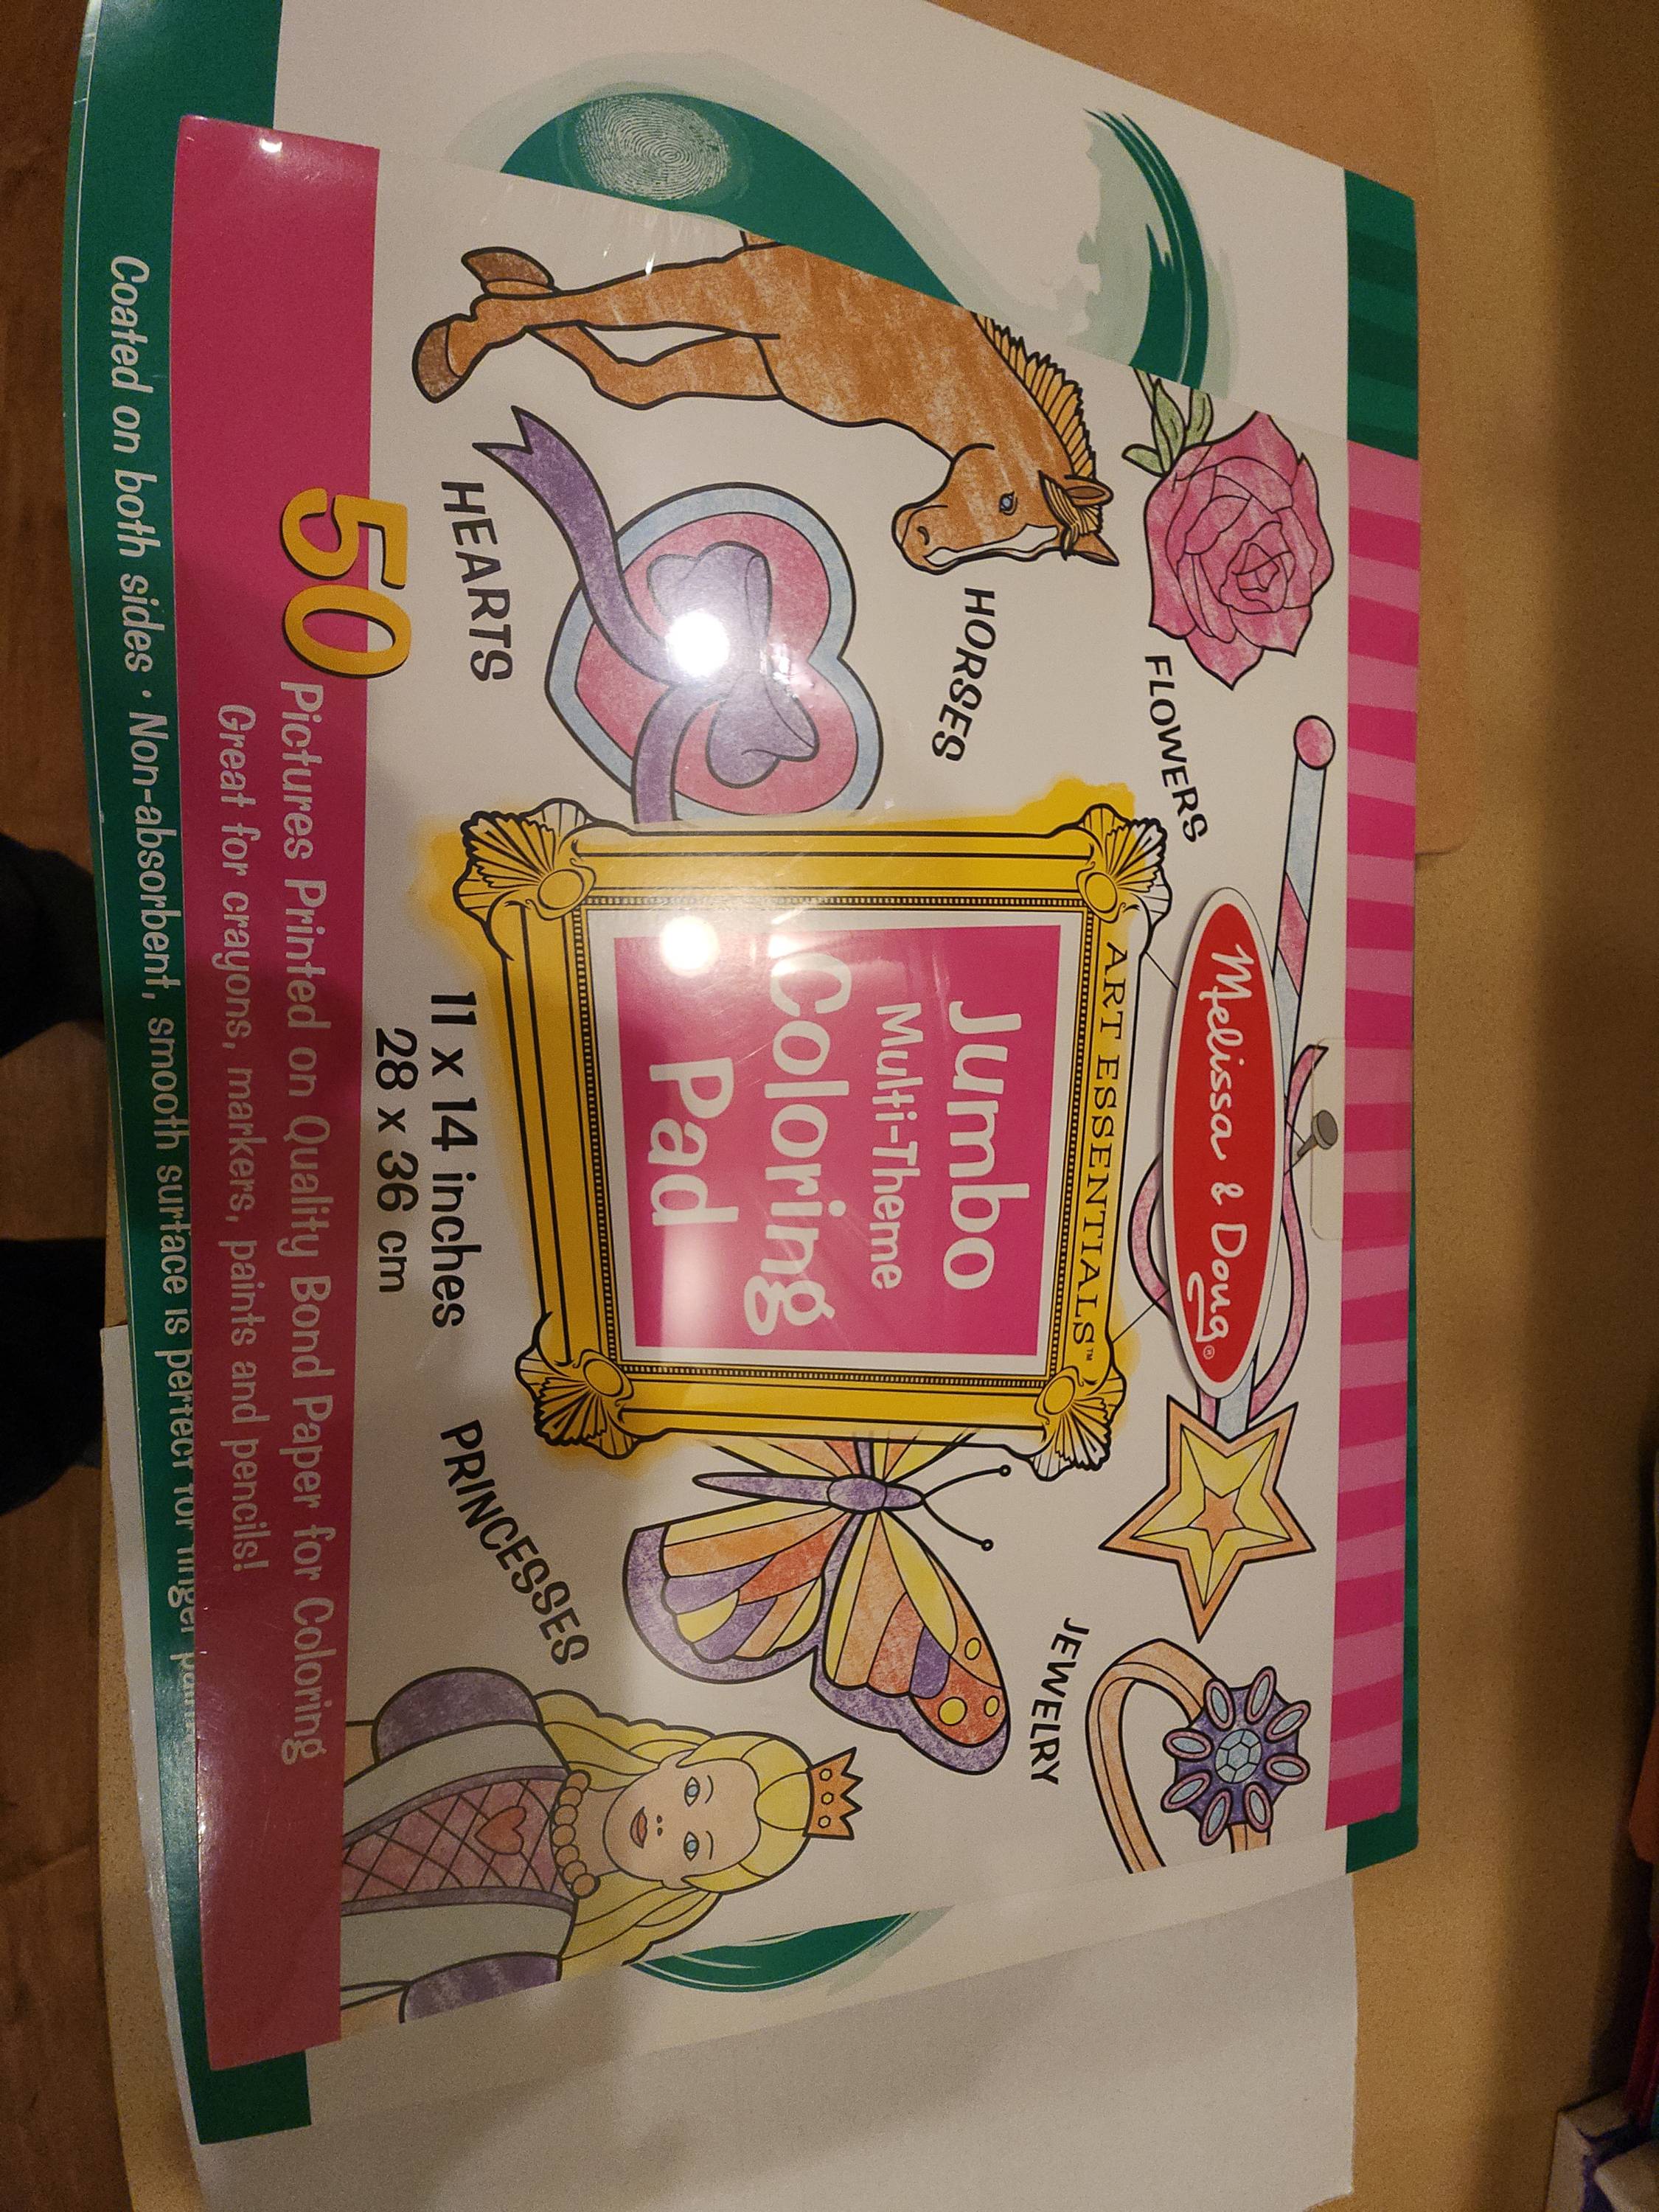 Melissa & Doug®
ART ESSENTIALS™
Jumbo
Multi-Theme
Coloring
Pad
FLOWERS
HORSES
HEARTS
JEWELRY
PRINCESSES
11 x 14 inches
28 x 36 cm
50 Pictures Printed on Quality Bond Paper for Coloring
Great for crayons, markers, paints and pencils!
Coated on both sides • Non-absorbent, smooth surface is perfect for finger